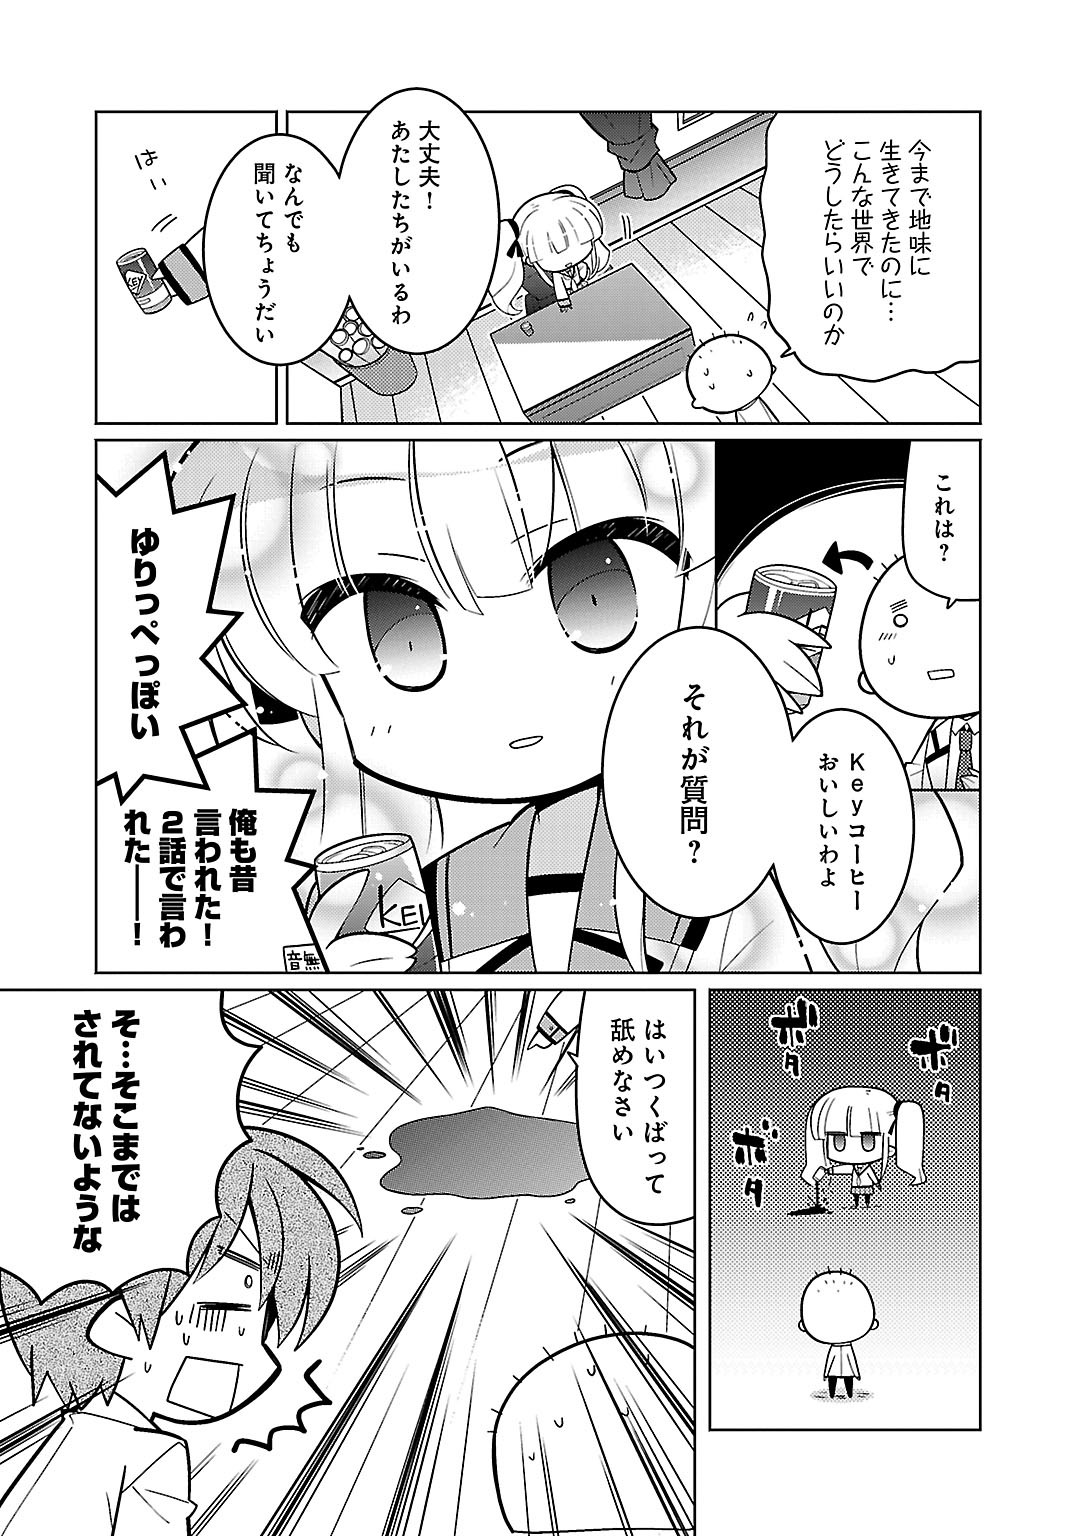 今まで地味に
生きてきたのに…
こんな世界で
どうしたらいいのか
大丈夫！
あたしたちがいるわ
なんでも
聞いてちょうだい
はい
KEY
これは？
Keyコーヒー
おいしいわよ
それが質問？
ゆりっぺっぽい
俺も昔
言われた！
2話で言わ
れた――！
KEY
音無
ボタ
ボタ
ボタ
はいつくばって
舐めなさい
そ…そこまでは
されてないような